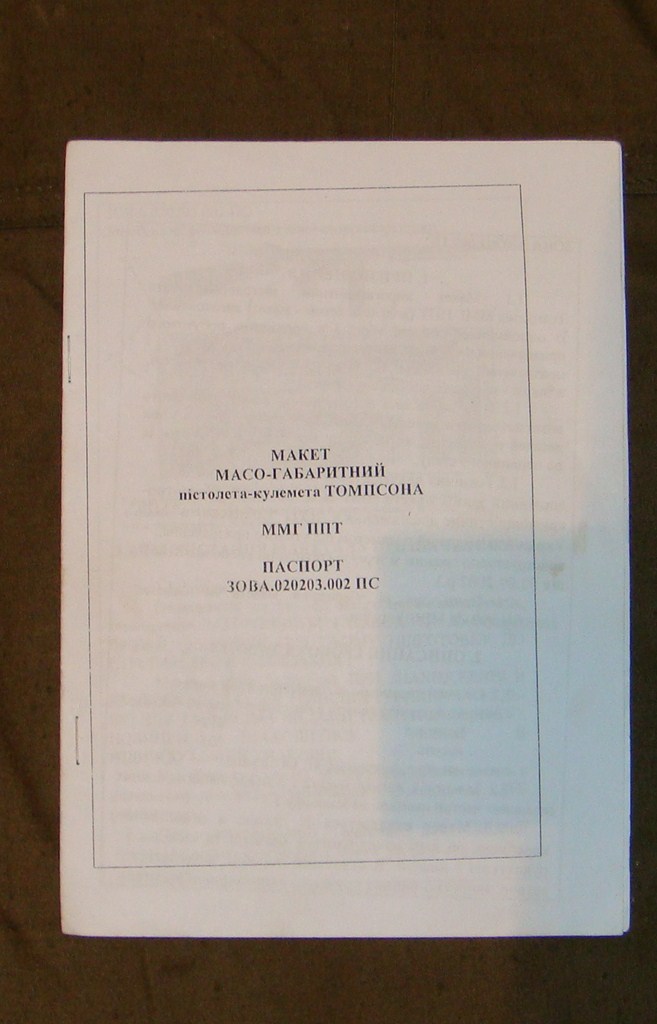 МАКЕТ
МАСО-ГАБАРИТНИЙ
пістолета-кулемета ТОМПСОНА
ММГ ППТ
ПАСПОРТ
ЗОВА.020203.002 ПС